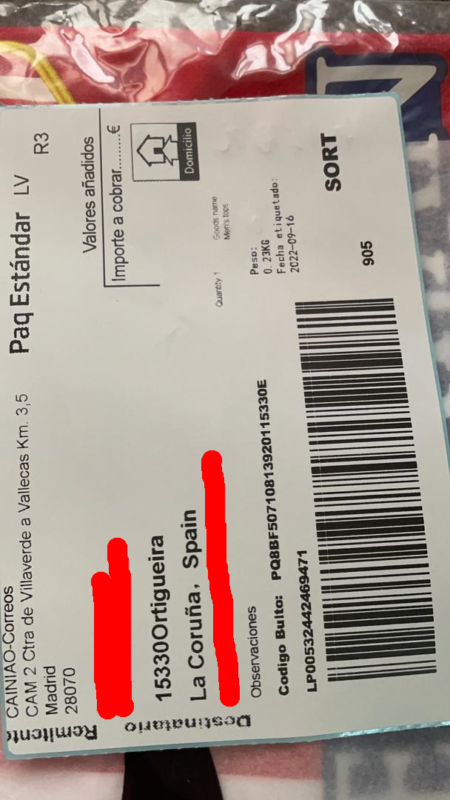 Remitente
CAINIAO-Correos
CAM 2 Ctra de Villaverde a Vallecas Km. 3,5
Madrid
28070
Paq Estándar LV R3
Valores añadidos
Importe a cobrar.........€
Domicilio
Destinatario
15330Ortigueira
La Coruña, Spain
Quantity 1
Goods name
Men's tops
Observaciones
Peso:
0.23KG
Fecha etiquetado:
2022-09-16
Codigo Bulto: PQ8BF50710813920115330E
LP00532442469471
905
SORT